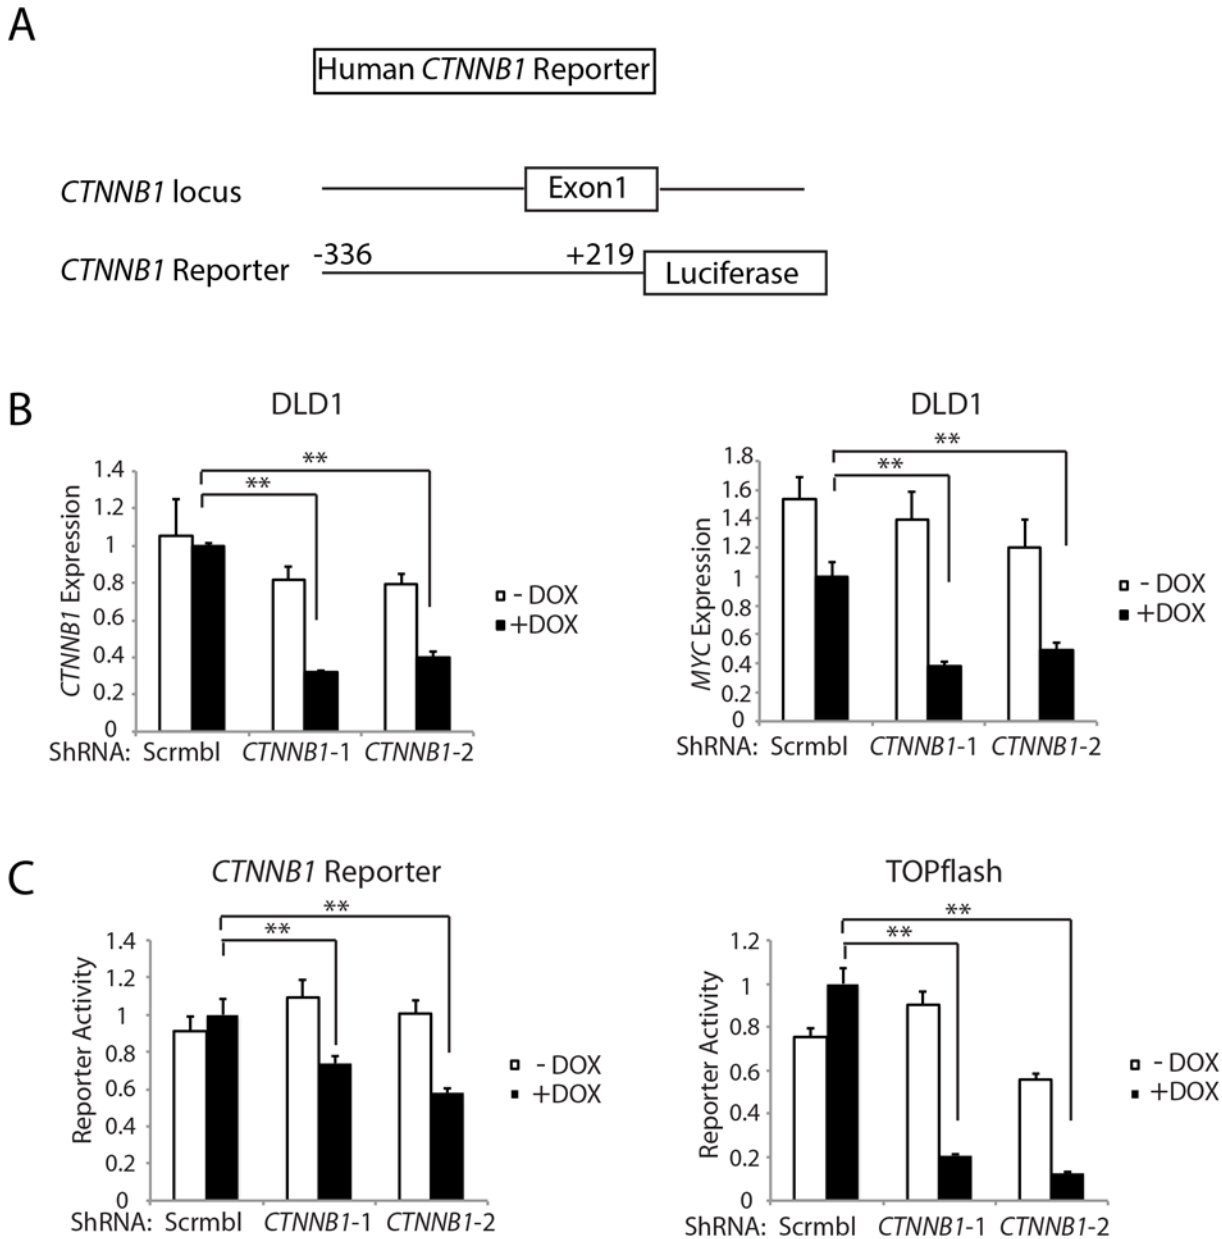 A
Human CTNNB1 Reporter
CTNNB1 locus
Exon1
CTNNB1 Reporter
-336
+219
Luciferase
B
DLD1
CTNNB1 Expression
1.4
1.2
1
0.8
0.6
0.4
0.2
0
**
**
- DOX
+DOX
ShRNA: Scrmbl CTNNB1-1 CTNNB1-2
DLD1
MYC Expression
1.8
1.6
1.4
1.2
1
0.8
0.6
0.4
0.2
0
**
**
- DOX
+DOX
ShRNA: Scrmbl CTNNB1-1 CTNNB1-2
C
CTNNB1 Reporter
Reporter Activity
1.4
1.2
1
0.8
0.6
0.4
0.2
0
**
**
- DOX
+DOX
ShRNA: Scrmbl CTNNB1-1 CTNNB1-2
TOPflash
Reporter Activity
1.2
1
0.8
0.6
0.4
0.2
0
**
**
- DOX
+DOX
ShRNA: Scrmbl CTNNB1-1 CTNNB1-2